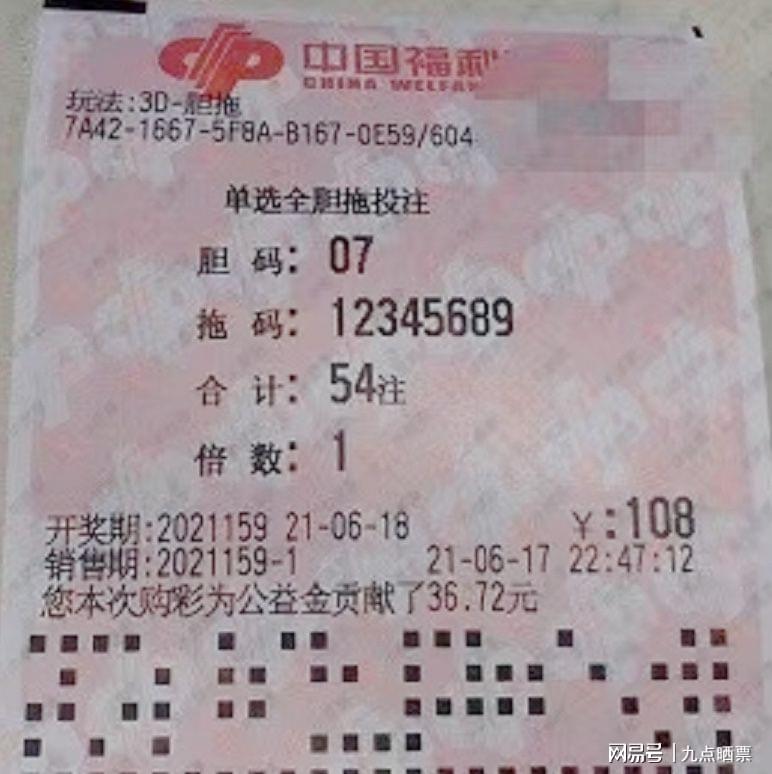 中国福利
CHINA WELFA
玩法:3D-胆拖
7A42-1667-5F8A-B167-0E59/604
单选全胆拖投注
胆 码: 07
拖 码: 12345689
合 计: 54注
倍 数: 1
开奖期:2021159 21-06-18 ¥:108
销售期:2021159-1 21-06-17 22:47:12
您本次购彩为公益金贡献了36.72元
网易号 | 九点晒票